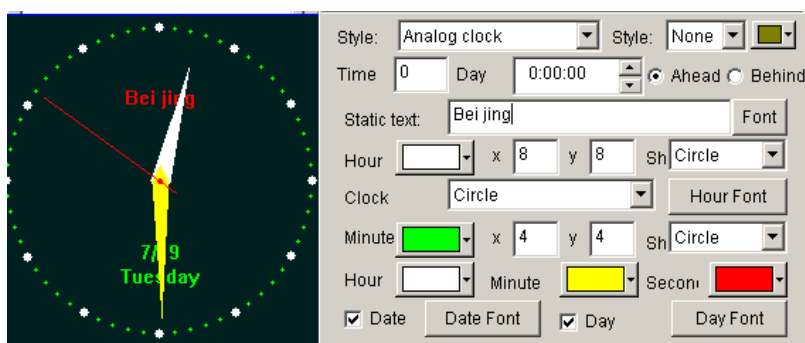 Bei jing
7/ 9
Tuesday
Style: Analog clock Style: None
Time 0 Day 0:00:00 Ahead Behind
Static text: Bei jing Font
Hour x 8 y 8 Sh Circle
Clock Circle Hour Font
Minute x 4 y 4 Sh Circle
Hour Minute Secon
Date Date Font Day Day Font